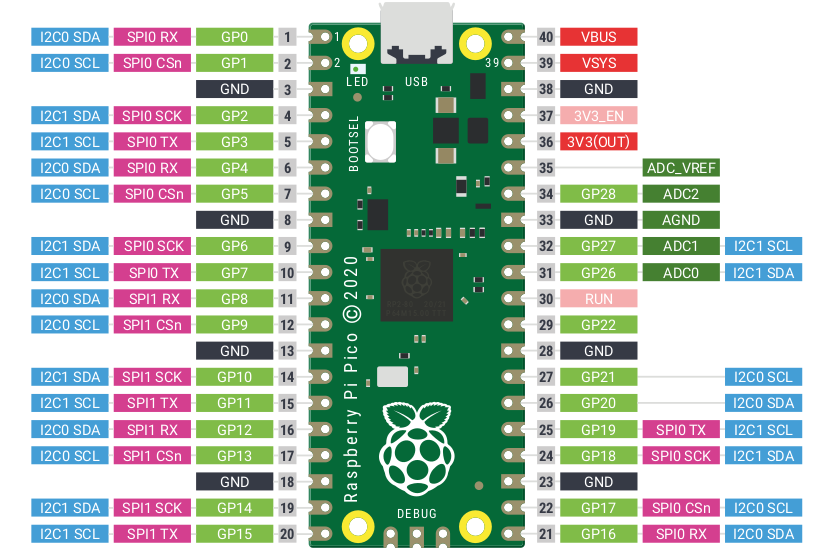 I2C0 SDA SPI0 RX GP0 1 1 40 VBUS
I2C0 SCL SPI0 CSn GP1 2 2 39 39 VSYS
GND 3 LED USB 38 GND
I2C1 SDA SPI0 SCK GP2 4 37 3V3_EN
I2C1 SCL SPI0 TX GP3 5 BOOTSEL 36 3V3(OUT)
I2C0 SDA SPI0 RX GP4 6 35 ADC_VREF
I2C0 SCL SPI0 CSn GP5 7 34 GP28 ADC2
GND 8 33 GND AGND
I2C1 SDA SPI0 SCK GP6 9 32 GP27 ADC1 I2C1 SCL
I2C1 SCL SPI0 TX GP7 10 31 GP26 ADC0 I2C1 SDA
I2C0 SDA SPI1 RX GP8 11 30 RUN
I2C0 SCL SPI1 CSn GP9 12 29 GP22
GND 13 28 GND
I2C1 SDA SPI1 SCK GP10 14 27 GP21 I2C0 SCL
I2C1 SCL SPI1 TX GP11 15 26 GP20 I2C0 SDA
I2C0 SDA SPI1 RX GP12 16 25 GP19 SPI0 TX I2C1 SCL
I2C0 SCL SPI1 CSn GP13 17 24 GP18 SPI0 SCK I2C1 SDA
GND 18 23 GND
Raspberry Pi Pico © 2020
I2C1 SDA SPI1 SCK GP14 19 DEBUG 22 GP17 SPI0 CSn I2C0 SCL
I2C1 SCL SPI1 TX GP15 20 21 GP16 SPI0 RX I2C0 SDA